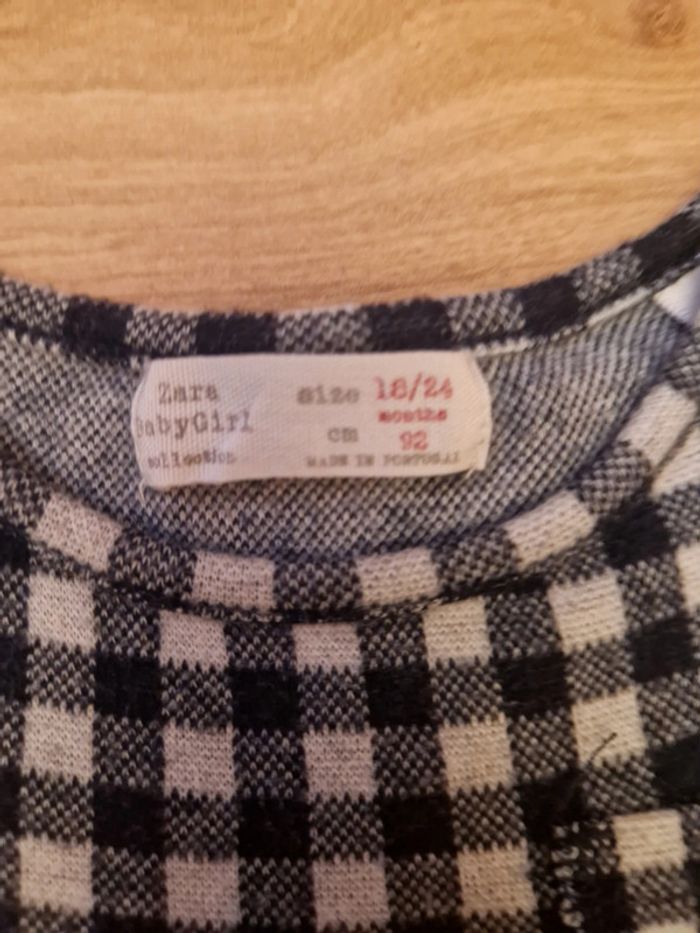 Zara
BabyGirl
collection
size 18/24
months
cm 92
MADE IN PORTUGAL